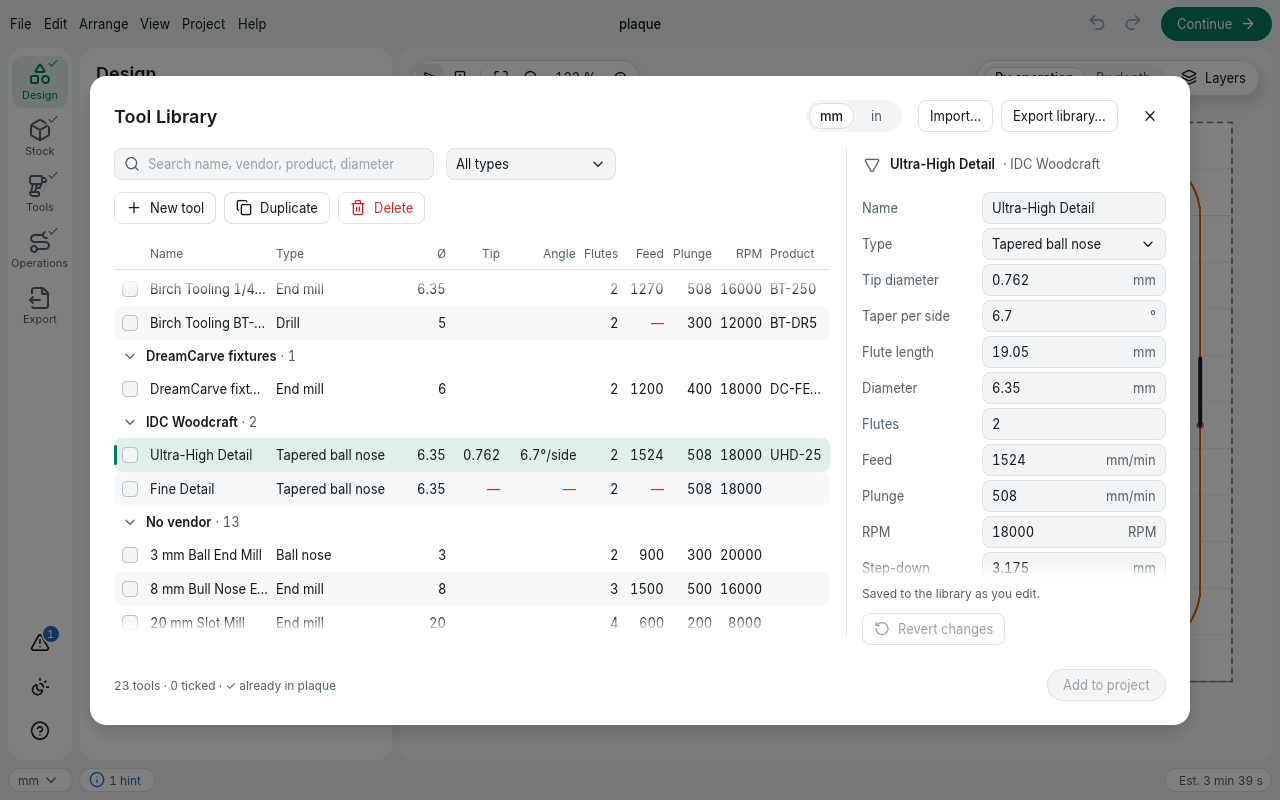 File Edit Arrange View Project Help
plaque
Continue
Design
Stock
Tools
Operations
Export
1
Design
By operation By depth
Layers
Tool Library
mm in
Import...
Export library...
Search name, vendor, product, diameter
All types
New tool
Duplicate
Delete
Name Type Ø Tip Angle Flutes Feed Plunge RPM Product
Birch Tooling 1/4... End mill 6.35 2 1270 508 16000 BT-250
Birch Tooling BT-... Drill 5 2 — 300 12000 BT-DR5
DreamCarve fixtures · 1
DreamCarve fixt... End mill 6 2 1200 400 18000 DC-FE...
IDC Woodcraft · 2
Ultra-High Detail Tapered ball nose 6.35 0.762 6.7°/side 2 1524 508 18000 UHD-25
Fine Detail Tapered ball nose 6.35 — — 2 — 508 18000
No vendor · 13
3 mm Ball End Mill Ball nose 3 2 900 300 20000
8 mm Bull Nose E... End mill 8 3 1500 500 16000
20 mm Slot Mill End mill 20 4 600 200 8000
Ultra-High Detail · IDC Woodcraft
Name Ultra-High Detail
Type Tapered ball nose
Tip diameter 0.762 mm
Taper per side 6.7 °
Flute length 19.05 mm
Diameter 6.35 mm
Flutes 2
Feed 1524 mm/min
Plunge 508 mm/min
RPM 18000 RPM
Step-down 3.175 mm
Saved to the library as you edit.
Revert changes
23 tools · 0 ticked · ✓ already in plaque
Add to project
mm
1 hint
Est. 3 min 39 s